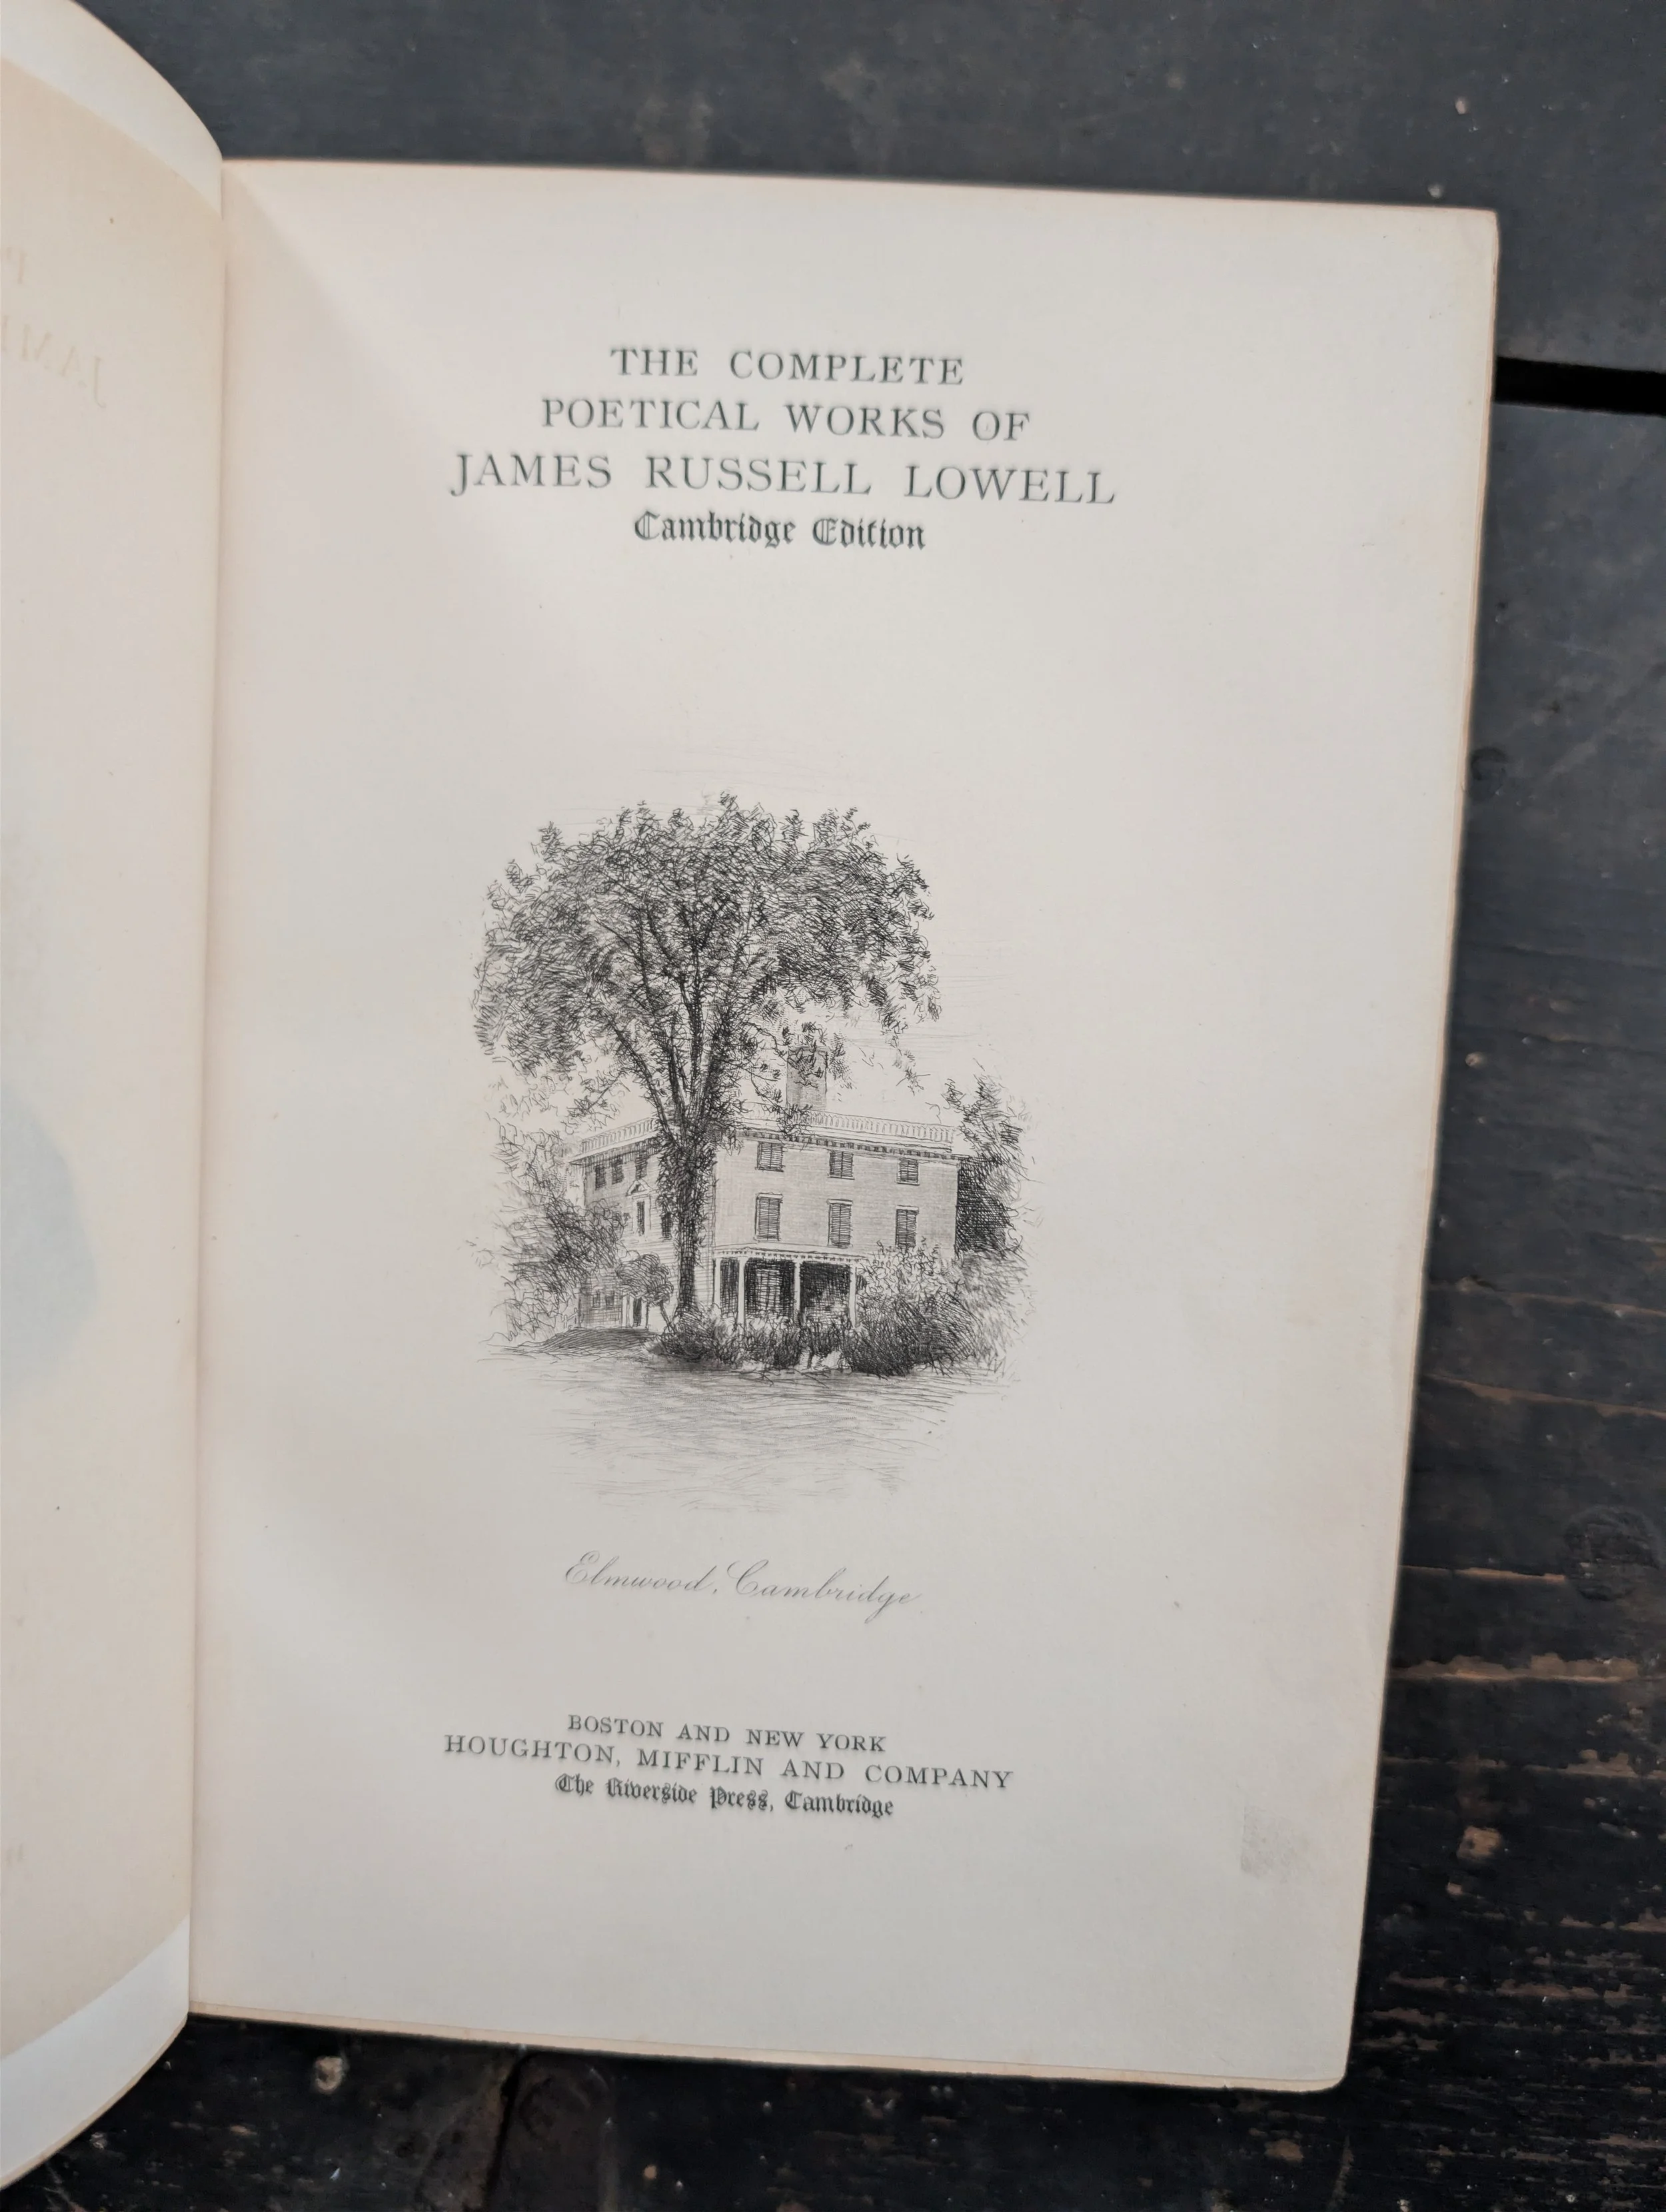 THE COMPLETE
POETICAL WORKS OF
JAMES RUSSELL LOWELL
Cambridge Edition
Elmwood, Cambridge
BOSTON AND NEW YORK
HOUGHTON, MIFFLIN AND COMPANY
The Riverside Press, Cambridge